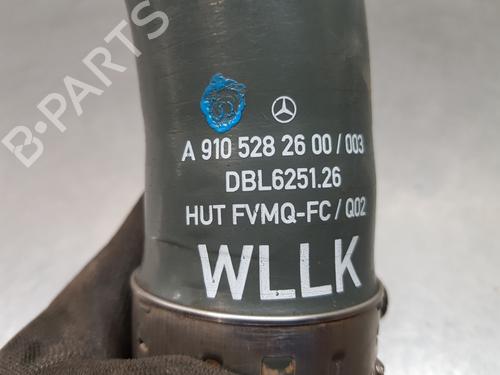 A 910 528 26 00 / 003
DBL6251.26
HUT FVMQ-FC / Q02
WLLK
B-PARTS